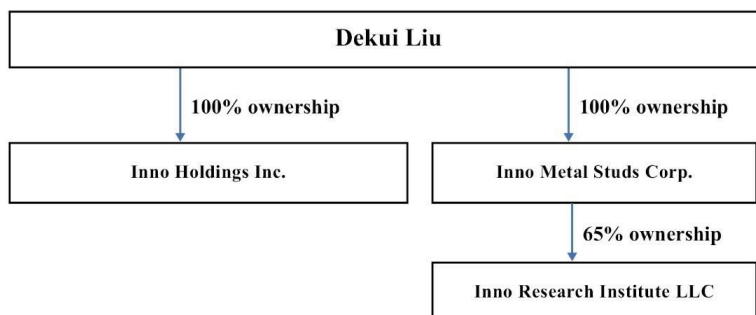 Dekui Liu
100% ownership
100% ownership
Inno Holdings Inc.
Inno Metal Studs Corp.
65% ownership
Inno Research Institute LLC